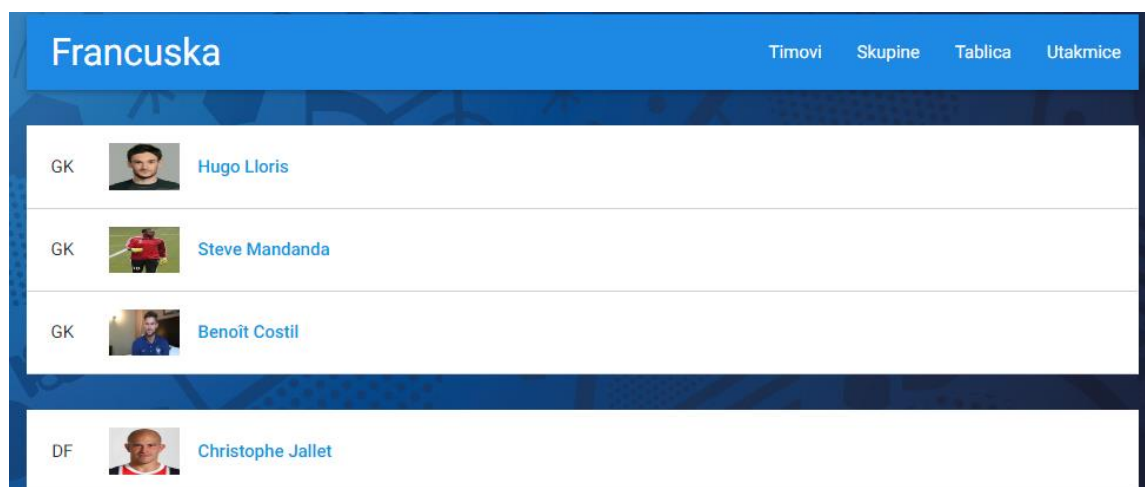 Francuska Timovi Skupine Tablica Utakmice
GK Hugo Lloris
GK Steve Mandanda
GK Benoît Costil
DF Christophe Jallet